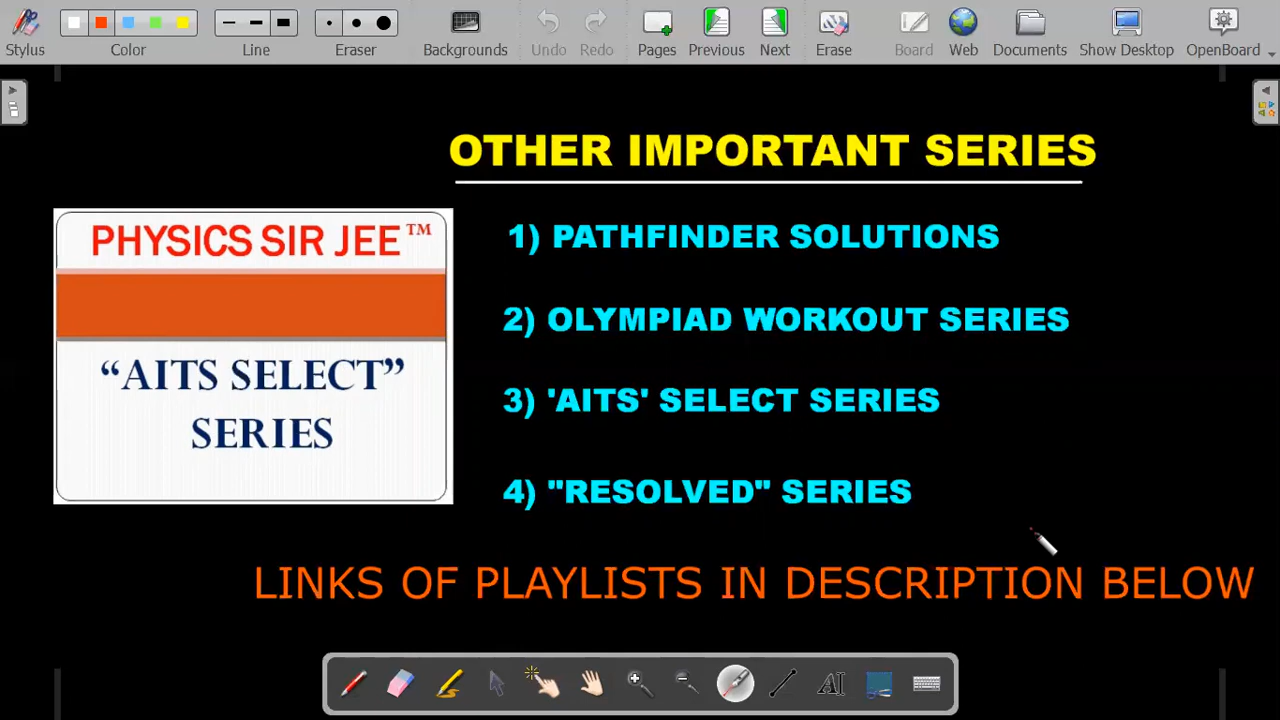 Stylus Color Line Eraser Backgrounds Undo Redo Pages Previous Next Erase Board Web Documents Show Desktop OpenBoard
OTHER IMPORTANT SERIES
PHYSICS SIR JEE™
“AITS SELECT”
SERIES
1) PATHFINDER SOLUTIONS
2) OLYMPIAD WORKOUT SERIES
3) 'AITS' SELECT SERIES
4) "RESOLVED" SERIES
LINKS OF PLAYLISTS IN DESCRIPTION BELOW
AI